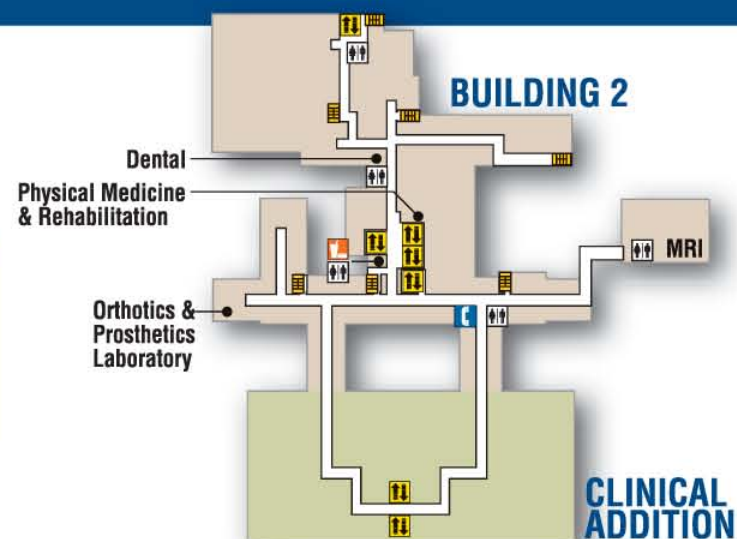 BUILDING 2
Dental
Physical Medicine
& Rehabilitation
MRI
Orthotics &
Prosthetics
Laboratory
CLINICAL
ADDITION